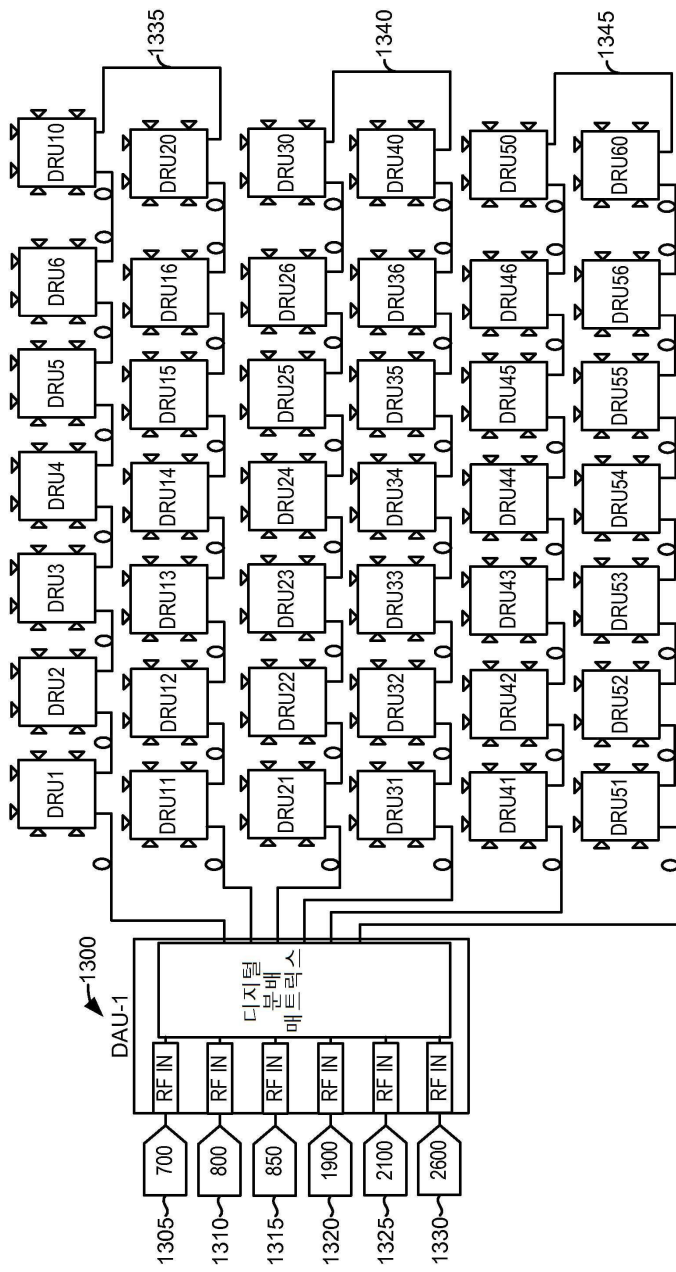 1300
DAU-1
디지털
분배
매트릭스
1305 700 RF IN
1310 800 RF IN
1315 850 RF IN
1320 1900 RF IN
1325 2100 RF IN
1330 2600 RF IN
DRU1 DRU2 DRU3 DRU4 DRU5 DRU6 DRU10
1335
DRU11 DRU12 DRU13 DRU14 DRU15 DRU16 DRU20
DRU21 DRU22 DRU23 DRU24 DRU25 DRU26 DRU30
1340
DRU31 DRU32 DRU33 DRU34 DRU35 DRU36 DRU40
DRU41 DRU42 DRU43 DRU44 DRU45 DRU46 DRU50
1345
DRU51 DRU52 DRU53 DRU54 DRU55 DRU56 DRU60